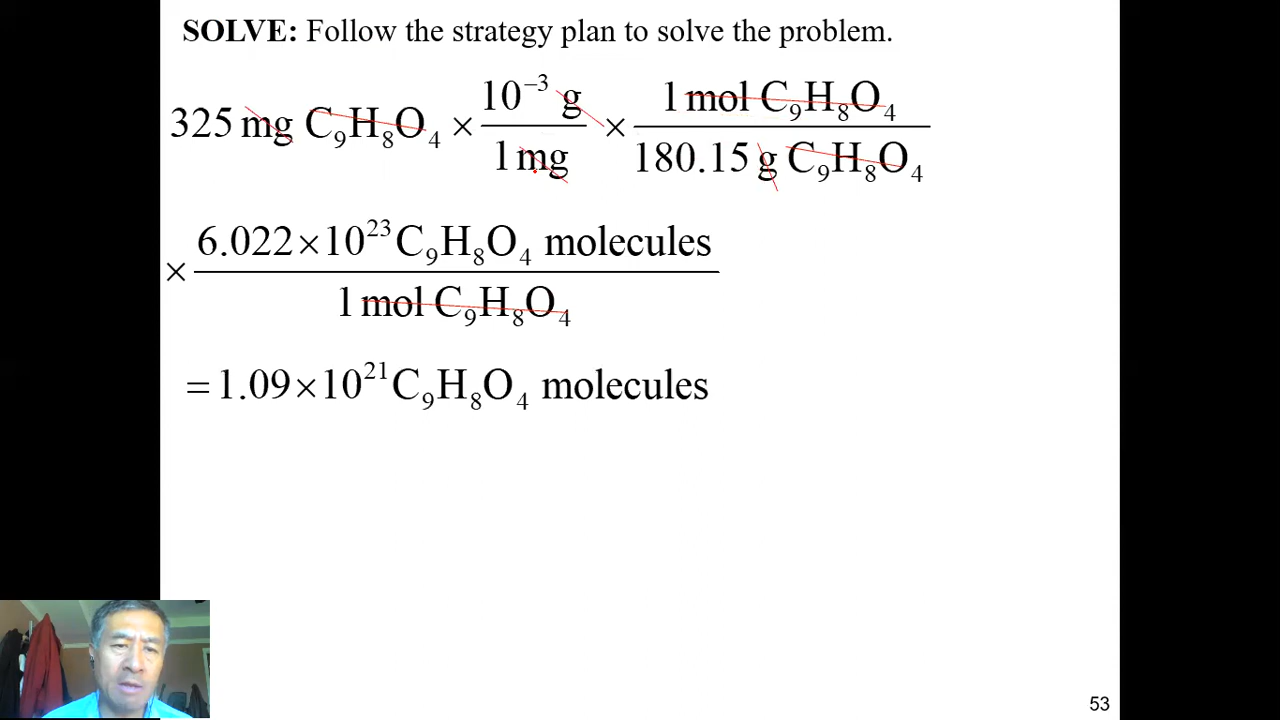 SOLVE: Follow the strategy plan to solve the problem.
325 mg C₉H₈O₄ × 10⁻³ g / 1 mg × 1 mol C₉H₈O₄ / 180.15 g C₉H₈O₄
× 6.022×10²³ C₉H₈O₄ molecules / 1 mol C₉H₈O₄
= 1.09×10²¹ C₉H₈O₄ molecules
53